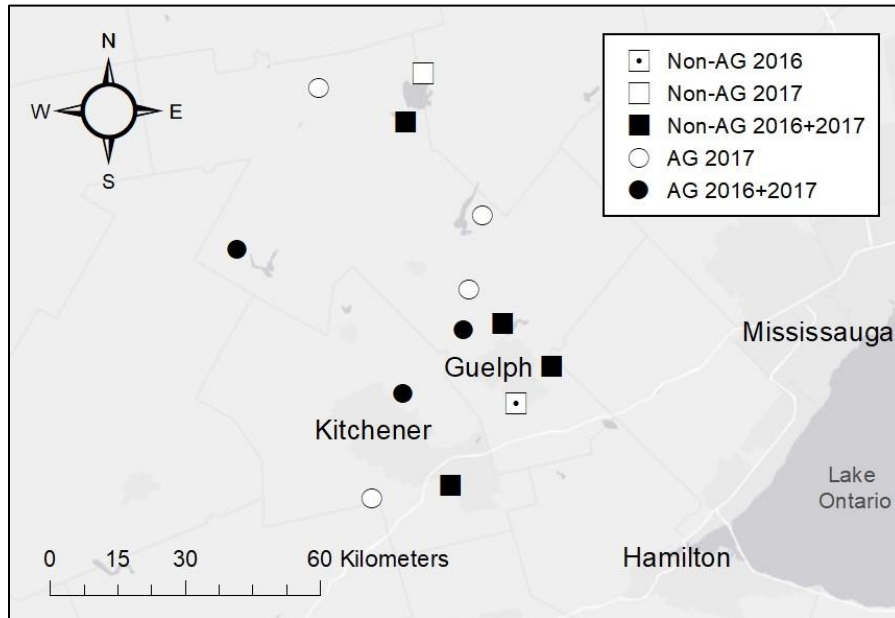 N
W E
S
Non-AG 2016
Non-AG 2017
Non-AG 2016+2017
AG 2017
AG 2016+2017
Mississauga
Guelph
Kitchener
Lake
Ontario
Hamilton
0 15 30 60 Kilometers